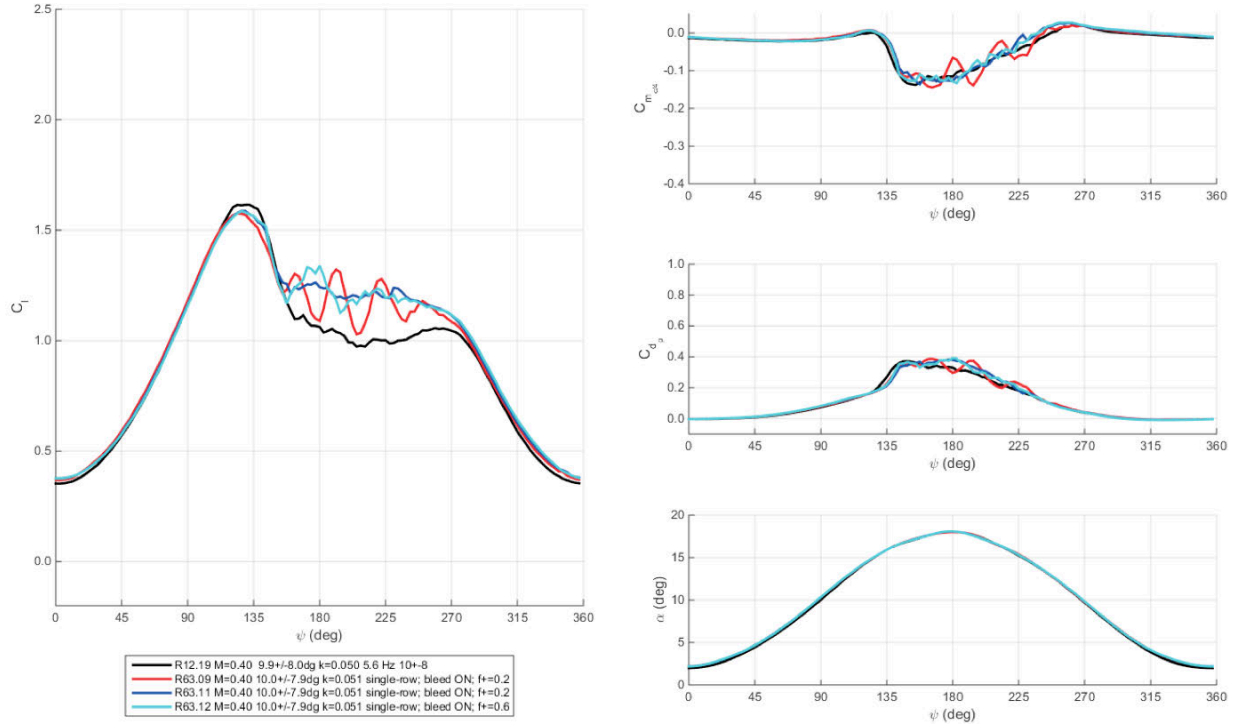 2.5
2.0
1.5
1.0
0.5
0.0
C_l
0 45 90 135 180 225 270 315 360
ψ (deg)
R12.19 M=0.40 9.9+/-8.0dg k=0.050 5.6 Hz 10+-8
R63.09 M=0.40 10.0+/-7.9dg k=0.051 single-row; bleed ON; f+=0.2
R63.11 M=0.40 10.0+/-7.9dg k=0.051 single-row; bleed ON; f+=0.2
R63.12 M=0.40 10.0+/-7.9dg k=0.051 single-row; bleed ON; f+=0.6
0.0
-0.1
-0.2
-0.3
-0.4
C_m_c/4
0 45 90 135 180 225 270 315 360
ψ (deg)
1.0
0.8
0.6
0.4
0.2
0.0
C_d_p
0 45 90 135 180 225 270 315 360
ψ (deg)
20
15
10
5
0
α (deg)
0 45 90 135 180 225 270 315 360
ψ (deg)